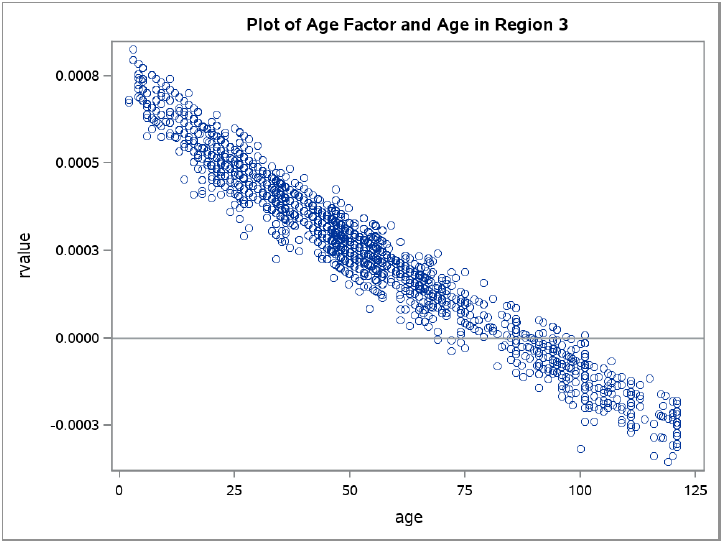 Plot of Age Factor and Age in Region 3
0.0008
0.0005
0.0003
0.0000
-0.0003
rvalue
0 25 50 75 100 125
age